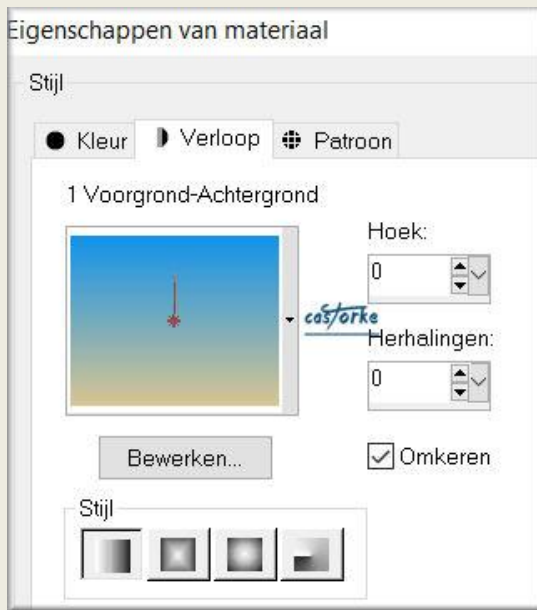 Eigenschappen van materiaal
Stijl
Kleur
Verloop
Patroon
1 Voorgrond-Achtergrond
Hoek:
0
castorke
Herhalingen:
0
Bewerken...
Omkeren
Stijl